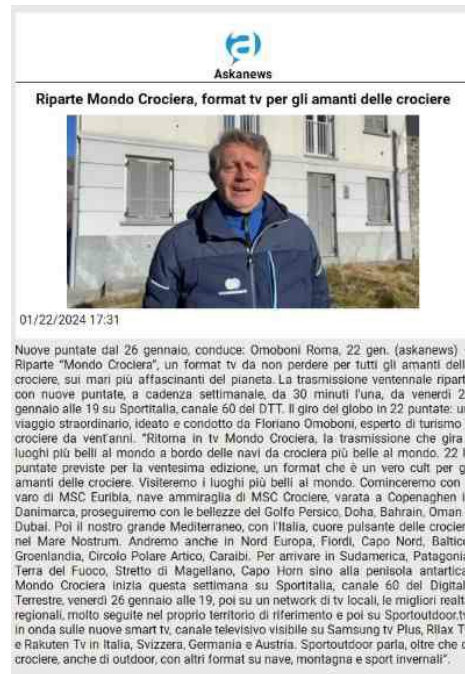 Askanews
Riparte Mondo Crociera, format tv per gli amanti delle crociere
01/22/2024 17:31
Nuove puntate dal 26 gennaio, conduce: Omoboni Roma, 22 gen. (askanews)
Riparte "Mondo Crociera", un format tv da non perdere per tutti gli amanti
crociere, sui mari più affascinanti del pianeta. La trasmissione ventennale
con nuove puntate, a cadenza settimanale, da 30 minuti l'una, da venerdì
gennaio alle 19 su Sportitalia, canale 60 del DTT. Il giro del globo in 22 puntate:
viaggio straordinario, ideato e condotto da Floriano Omoboni, esperto di turismo
crociere da vent'anni. "Ritorna in tv Mondo Crociera, la trasmissione che gira
luoghi più belli al mondo a bordo delle navi da crociera più belle al mondo. 22
puntate previste per la ventesima edizione, un format che è un vero cult per
amanti delle crociere. Visiteremo i luoghi più belli al mondo. Cominceremo con
varo di MSC Euribia, nave ammiraglia di MSC Crociere, varata a Copenaghen
Danimarca, proseguiremo con le bellezze del Golfo Persico, Doha, Bahrain, Oman
Dubai. Poi il nostro grande Mediterraneo, con l'Italia, cuore pulsante delle
nel Mare Nostrum. Andremo anche in Nord Europa, Fiordi, Capo Nord,
Groenlandia, Circolo Polare Artico, Caraibi. Per arrivare in Sudamerica,
Terra del Fuoco, Stretto di Magellano, Capo Horn sino alla penisola antartica.
Mondo Crociera inizia questa settimana su Sportitalia, canale 60 del
Terrestre, venerdì 26 gennaio alle 19, poi su un network di tv locali, le migliori
regionali, molto seguite nel proprio territorio di riferimento e poi su Sportoutdoor.tv
in onda sulle nuove smart tv, canale televisivo visibile su Samsung tv Plus, Rlax
e Rakuten Tv in Italia, Svizzera, Germania e Austria. Sportoutdoor parla, oltre che
crociere, anche di outdoor, con altri format su nave, montagna e sport invernali".